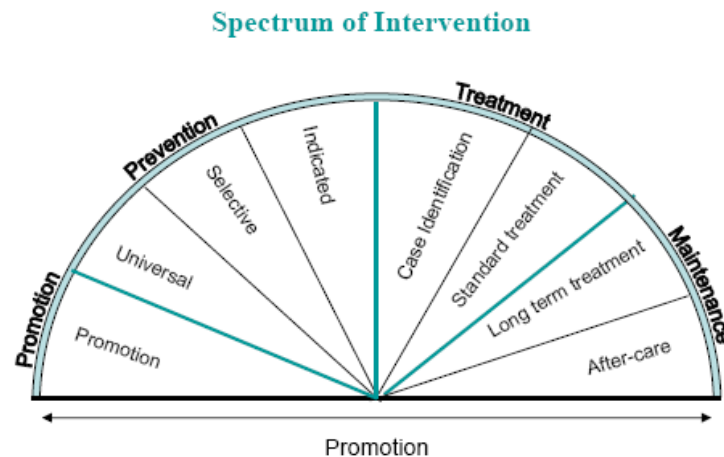 Spectrum of Intervention
Promotion
Prevention
Treatment
Maintenance
Promotion
Universal
Selective
Indicated
Case Identification
Standard treatment
Long term treatment
After-care
Promotion